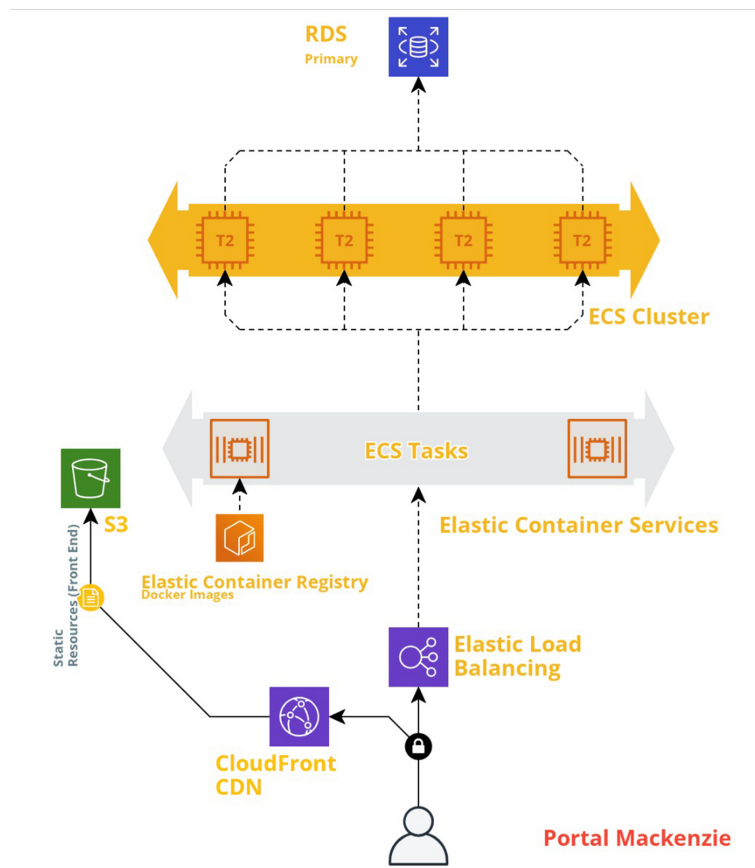 RDS
Primary
T2
T2
T2
T2
ECS Cluster
ECS Tasks
Elastic Container Services
S3
Static
Resources (Front End)
Elastic Container Registry
Docker Images
Elastic Load
Balancing
CloudFront
CDN
Portal Mackenzie